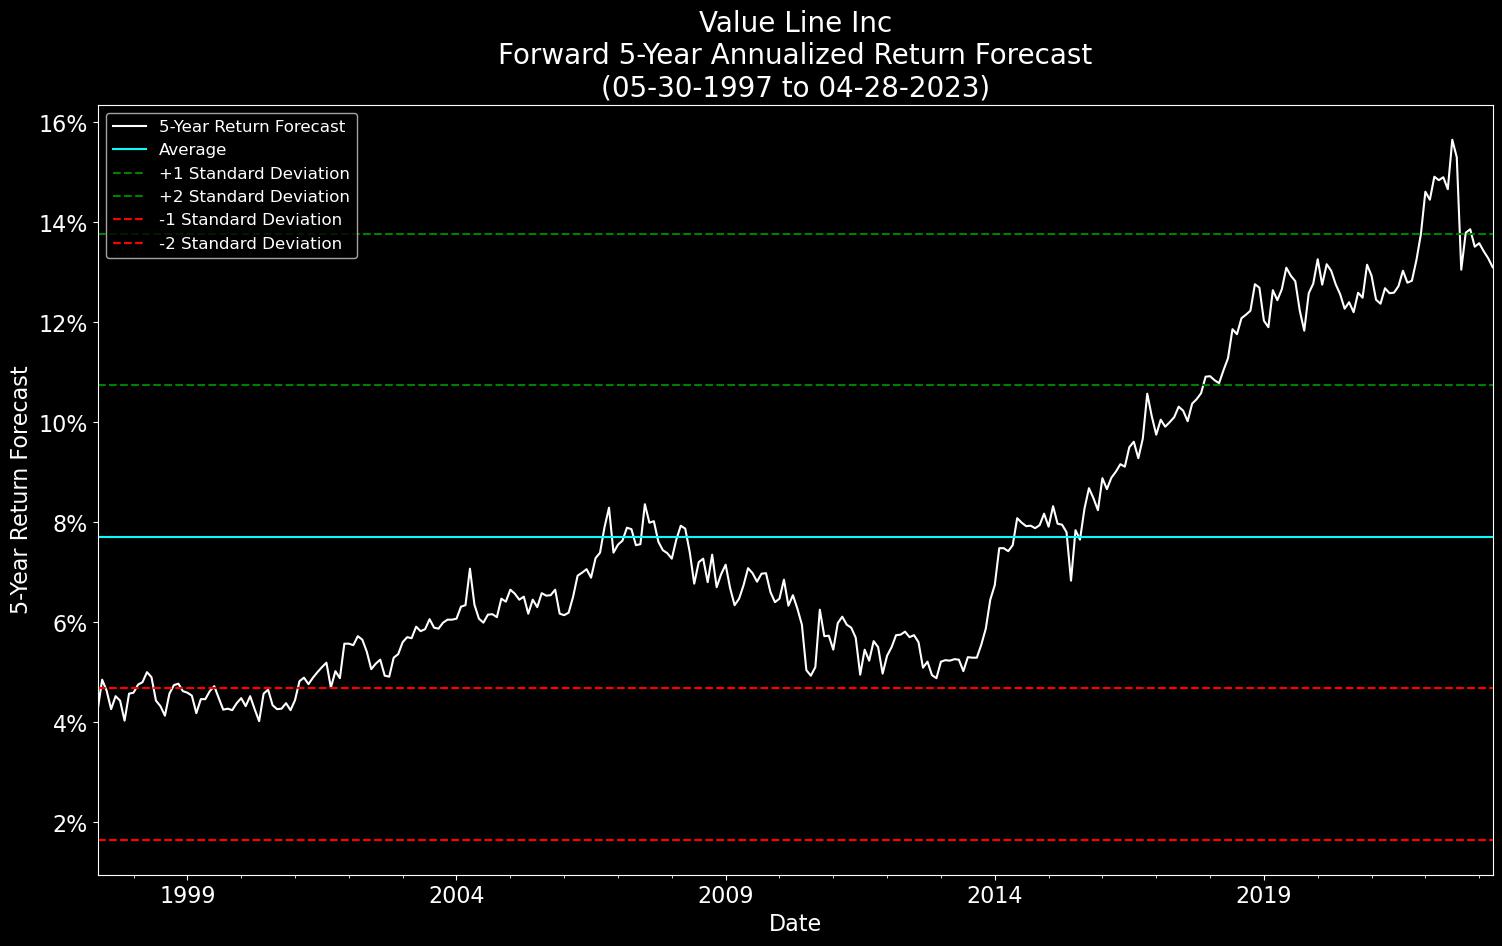 Value Line Inc
Forward 5-Year Annualized Return Forecast
(05-30-1997 to 04-28-2023)
5-Year Return Forecast
Average
+1 Standard Deviation
+2 Standard Deviation
-1 Standard Deviation
-2 Standard Deviation
16%
14%
12%
10%
8%
6%
4%
2%
5-Year Return Forecast
1999 2004 2009 2014 2019
Date